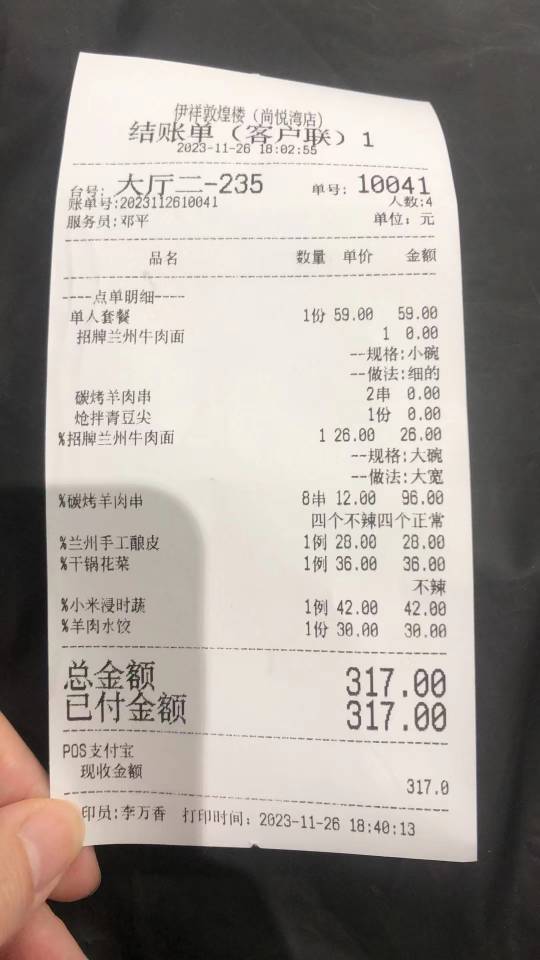 伊祥敦煌楼（尚悦湾店）
结账单（客户联）1
2023-11-26 18:02:55
台号: 大厅二-235 单号: 10041
账单号:2023112610041 人数:4
服务员:邓平 单位: 元
品名 数量 单价 金额
----点单明细----
单人套餐 1份 59.00 59.00
招牌兰州牛肉面 1 0.00
--规格:小碗
--做法:细的
碳烤羊肉串 2串 0.00
炝拌青豆尖 1份 0.00
%招牌兰州牛肉面 1 26.00 26.00
--规格:大碗
--做法:大宽
%碳烤羊肉串 8串 12.00 96.00
四个不辣四个正常
%兰州手工酿皮 1例 28.00 28.00
%干锅花菜 1例 36.00 36.00
不辣
%小米浸时蔬 1例 42.00 42.00
%羊肉水饺 1份 30.00 30.00
总金额 317.00
已付金额 317.00
POS支付宝
现收金额 317.0
印员:李万香 打印时间: 2023-11-26 18:40:13